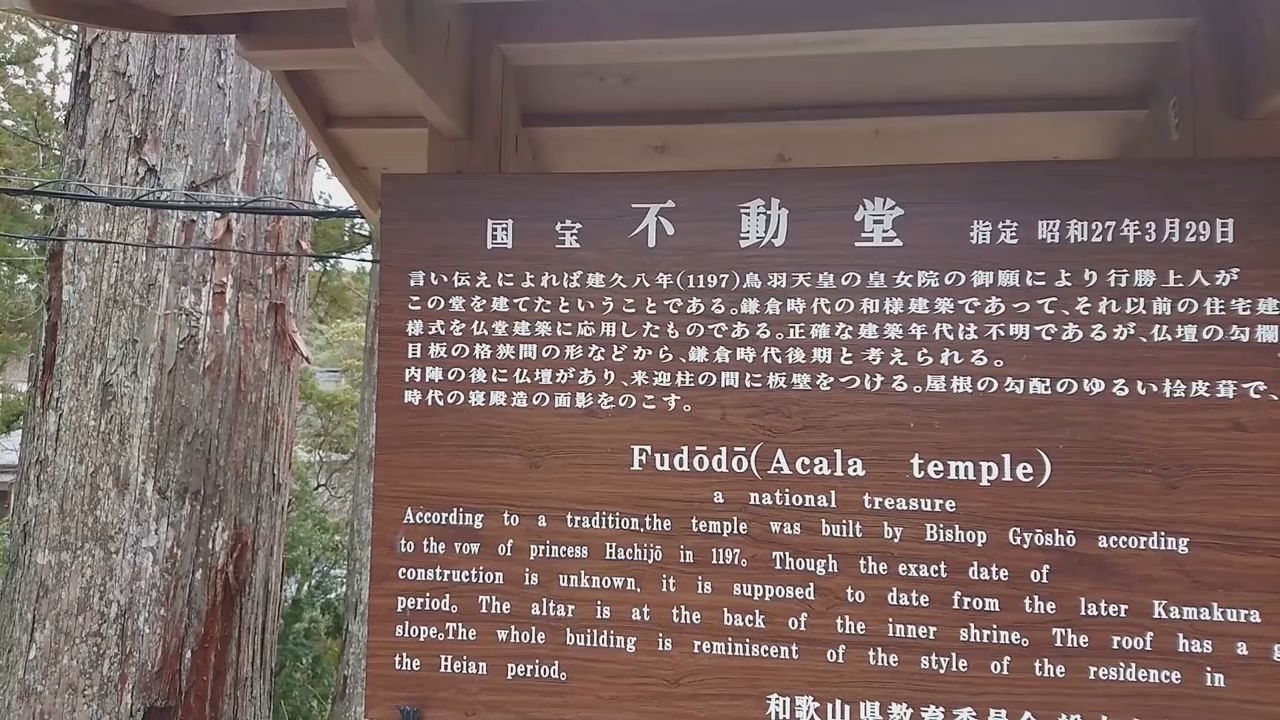 国宝 不動堂 指定 昭和27年3月29日
言い伝えによれば建久八年(1197)鳥羽天皇の皇女院の御願により行勝上人が
この堂を建てたということである。鎌倉時代の和様建築であって、それ以前の住宅建
様式を仏堂建築に応用したものである。正確な建築年代は不明であるが、仏壇の勾欄
目板の格狭間の形などから、鎌倉時代後期と考えられる。
内陣の後に仏壇があり、来迎柱の間に板壁をつける。屋根の勾配のゆるい桧皮葺で、
時代の寝殿造の面影をのこす。
Fudōdō(Acala temple)
a national treasure
According to a tradition,the temple was built by Bishop Gyōshō according
to the vow of princess Hachijō in 1197。 Though the exact date of
construction is unknown, it is supposed to date from the later Kamakura
period。 The altar is at the back of the inner shrine。 The roof has a
slope。The whole building is reminiscent of the style of the residence in
the Heian period。
和歌山県教育委員会